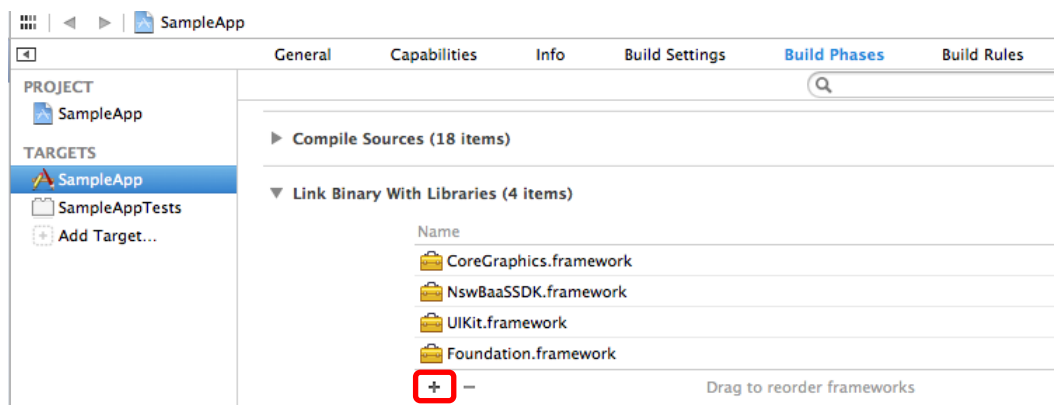 SampleApp
General Capabilities Info Build Settings Build Phases Build Rules
PROJECT
SampleApp
TARGETS
SampleApp
SampleAppTests
Add Target...
Compile Sources (18 items)
Link Binary With Libraries (4 items)
Name
CoreGraphics.framework
NswBaaSSDK.framework
UIKit.framework
Foundation.framework
+ − Drag to reorder frameworks